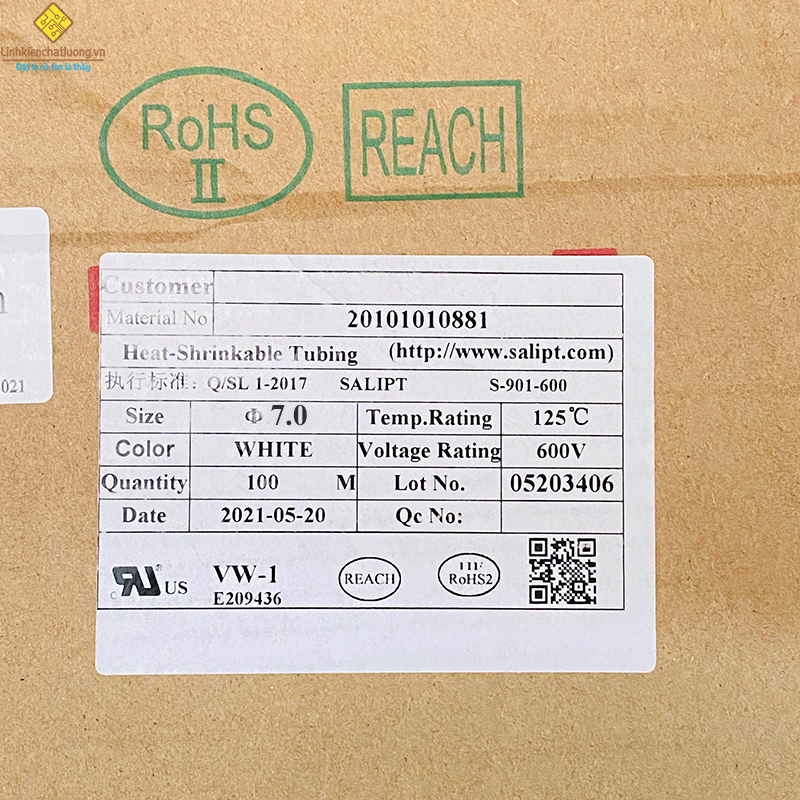 Linhkienchatluong.vn
RoHS
II
REACH
021
Customer
Material No 20101010881
Heat-Shrinkable Tubing (http://www.salipt.com)
执行标准: Q/SL 1-2017 SALIPT S-901-600
Size Φ 7.0 Temp.Rating 125℃
Color WHITE Voltage Rating 600V
Quantity 100 M Lot No. 05203406
Date 2021-05-20 Qc No:
c RU ® US VW-1 REACH HF
E209436 RoHS2